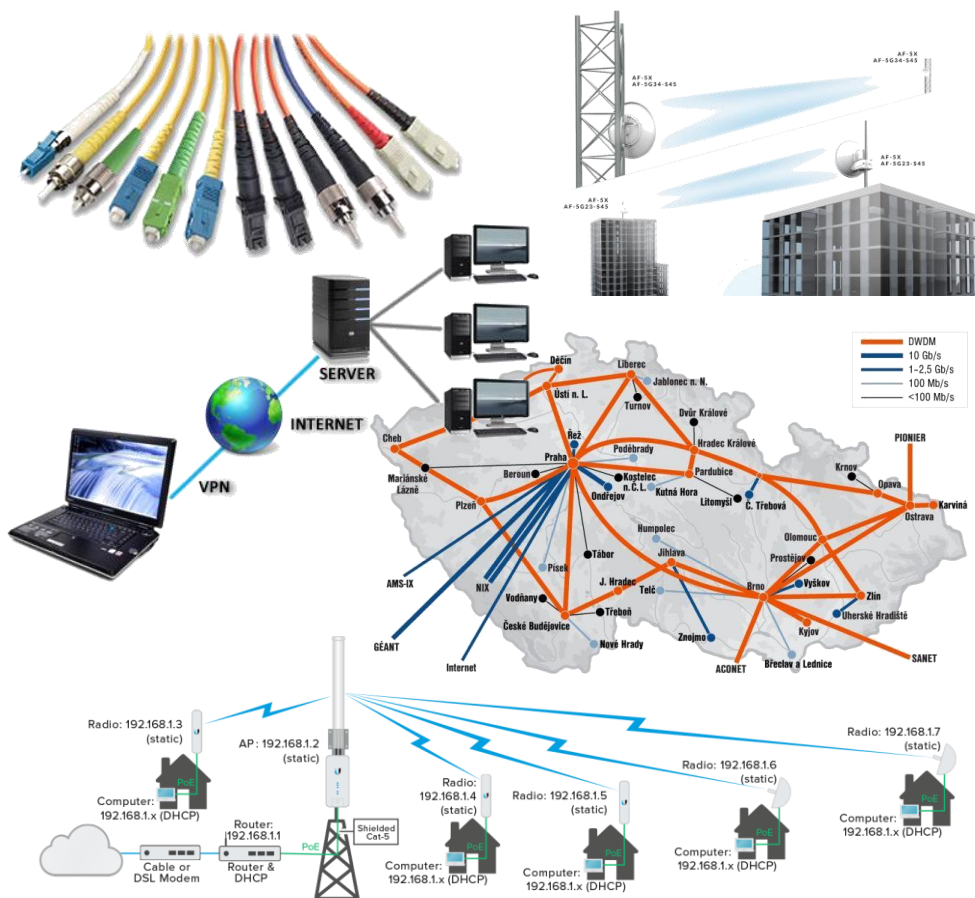 AF-5X
AF-5G34-S45
AF-5X
AF-5G34-S45
AF-5X
AF-5G23-S45
AF-5X
AF-5G23-S45
SERVER
INTERNET
VPN
DWDM
10 Gb/s
1–2,5 Gb/s
100 Mb/s
<100 Mb/s
Děčín
Liberec
Jablonec n. N.
Ústí n. L.
Turnov
Dvůr Králové
Cheb
Řež
Poděbrady
Hradec Králové
PIONIER
Praha
Mariánské
Lázně
Beroun
Kostelec
n.Č.L.
Pardubice
Krnov
Opava
Plzeň
Ondřejov
Kutná Hora
Litomyšl
Č. Třebová
Ostrava
Karviná
Humpolec
Olomouc
AMS-IX
NIX
Písek
Tábor
Jihlava
Prostějov
J. Hradec
Telč
Brno
Vyškov
Zlín
Vodňany
Třeboň
Uherské Hradiště
České Budějovice
Znojmo
Kyjov
GÉANT
Nové Hrady
Internet
Břeclav a Lednice
SANET
ACONET
Radio: 192.168.1.3
(static)
AP : 192.168.1.2
(static)
Radio:
192.168.1.4
(static)
Radio: 192.168.1.5
(static)
Radio: 192.168.1.6
(static)
Radio: 192.168.1.7
(static)
PoE
Computer:
192.168.1.x (DHCP)
Router:
192.168.1.1
PoE
Shielded
Cat-5
Cable or
DSL Modem
Router &
DHCP
PoE
Computer:
192.168.1.x (DHCP)
PoE
Computer:
192.168.1.x (DHCP)
PoE
Computer:
192.168.1.x (DHCP)
PoE
Computer:
192.168.1.x (DHCP)